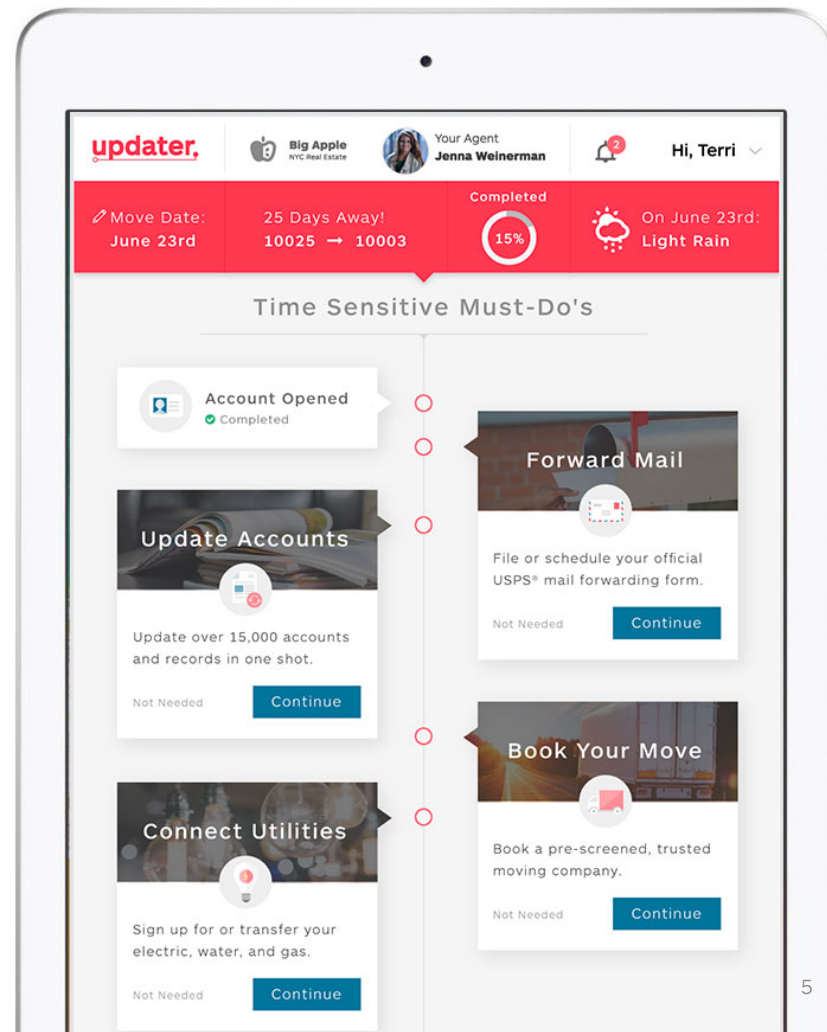 updater.
Big Apple
NYC Real Estate
Your Agent
Jenna Weinerman
2
Hi, Terri
Move Date:
June 23rd
25 Days Away!
10025 → 10003
Completed
15%
On June 23rd:
Light Rain
Time Sensitive Must-Do's
Account Opened
Completed
Forward Mail
File or schedule your official
USPS® mail forwarding form.
Not Needed
Continue
Update Accounts
Update over 15,000 accounts
and records in one shot.
Not Needed
Continue
Book Your Move
Book a pre-screened, trusted
moving company.
Not Needed
Continue
Connect Utilities
Sign up for or transfer your
electric, water, and gas.
Not Needed
Continue
5